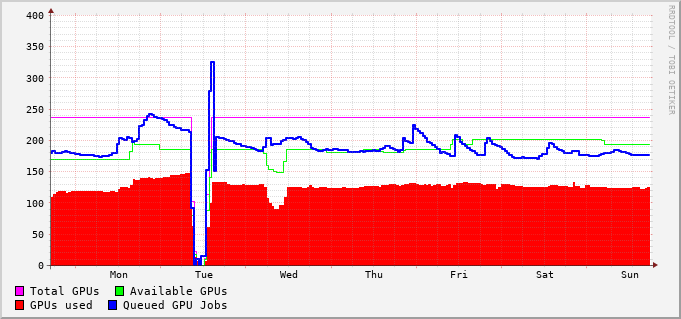 400
350
300
250
200
150
100
50
0
Mon Tue Wed Thu Fri Sat Sun
Total GPUs Available GPUs
GPUs used Queued GPU Jobs
RRDTOOL / TOBI OETIKER